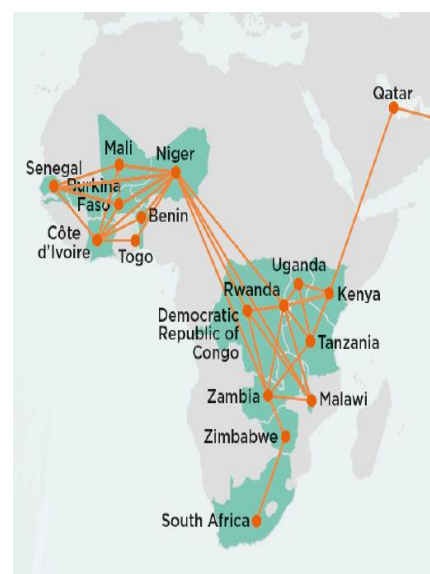 Qatar
Mali
Niger
Senegal
Burkina
Faso
Benin
Côte
d'Ivoire
Togo
Uganda
Rwanda
Kenya
Democratic
Republic of
Congo
Tanzania
Zambia
Malawi
Zimbabwe
South Africa